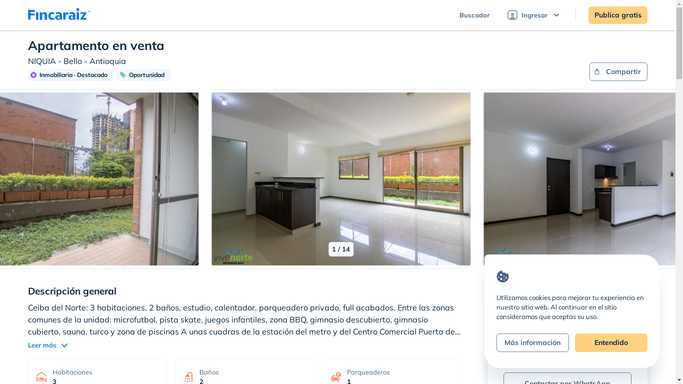 Fincaraiz
Buscador
Ingresar
Publica gratis
Apartamento en venta
NIQUIA - Bello - Antioquia
Inmobiliaria - Destacado
Oportunidad
Compartir
norte
1 / 14
Descripción general
Ceiba del Norte: 3 habitaciones, 2 baños, estudio, calentador, parqueadero privado, full acabados. Entre las zonas
comunes de la unidad: microfutbol, pista skate, juegos infantiles, zona BBQ, gimnasio descubierto, gimnasio
cubierto, sauna, turco y zona de piscinas A unas cuadras de la estación del metro y del Centro Comercial Puerta de...
Leer más
Habitaciones
3
Baños
2
Parqueaderos
1
Utilizamos cookies para mejorar tu experiencia en
nuestro sitio web. Al continuar en el sitio
consideramos que aceptas su uso.
Más información
Entendido
Contactar por WhatsApp